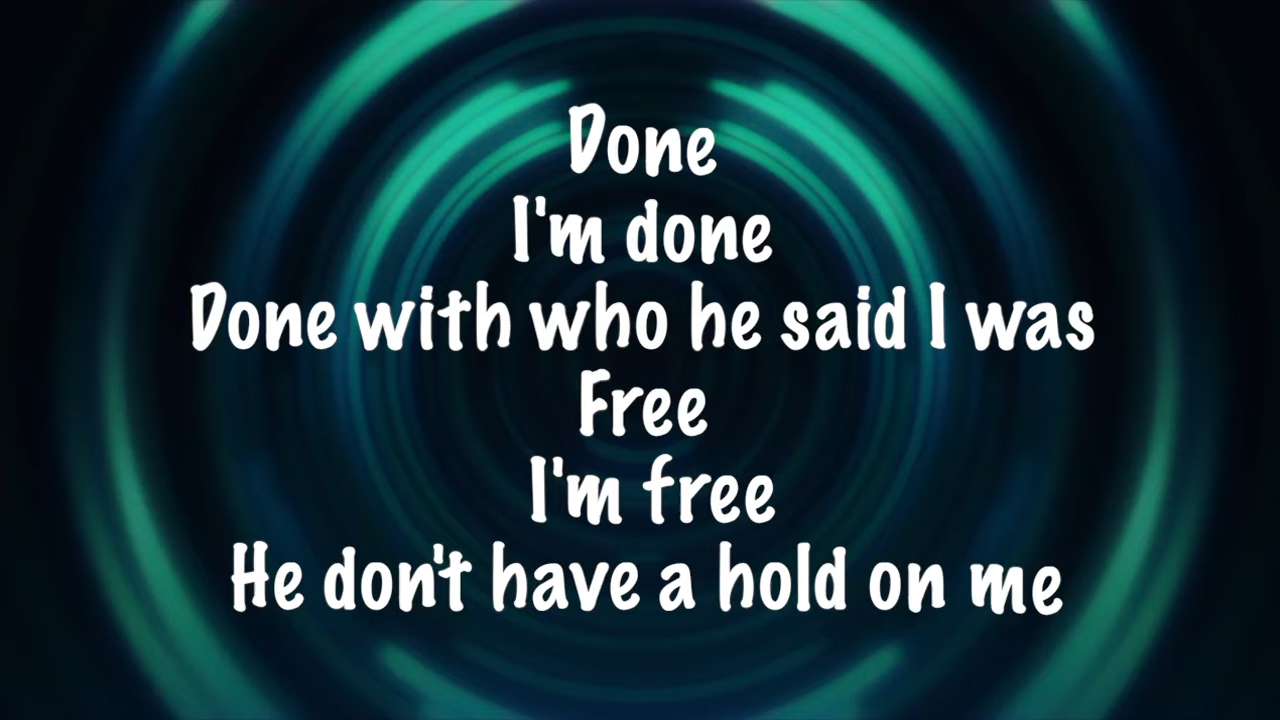 Done
I'm done
Done with who he said I was
Free
I'm free
He don't have a hold on me